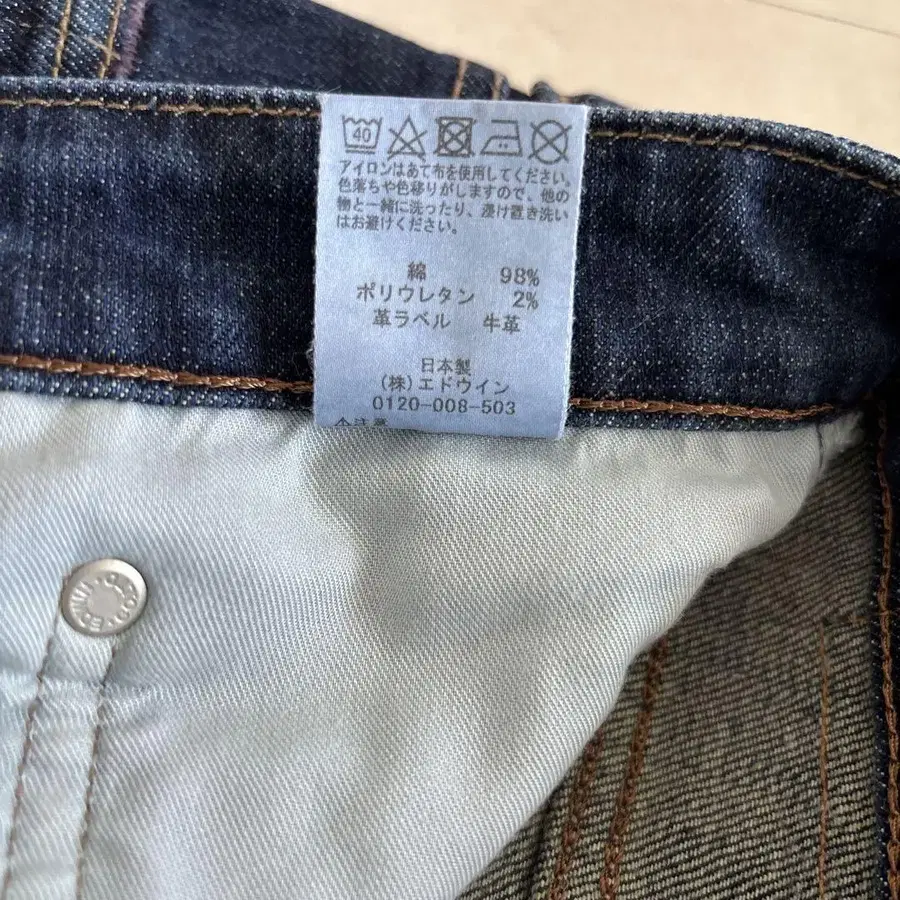 40
アイロンはあて布を使用してください。
色落ちや色移りがしますので、他の
物と一緒に洗ったり、浸け置き洗い
はお避けください。
綿 98%
ポリウレタン 2%
革ラベル 牛革
日本製
(株)エドウイン
0120-008-503